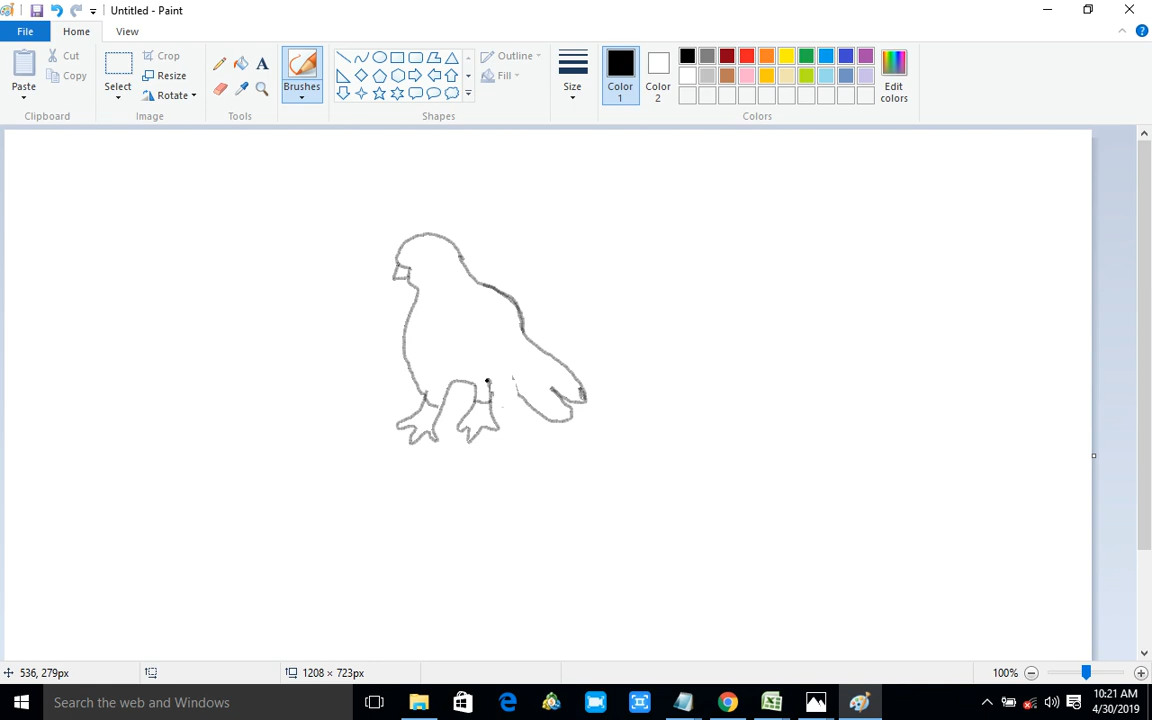 Untitled - Paint
File Home View
Paste
Cut
Copy
Clipboard
Select
Crop
Resize
Rotate
Image
A
Tools
Brushes
Outline
Fill
Shapes
Size
Color 1
Color 2
Edit colors
Colors
536, 279px
1208 × 723px
100%
Search the web and Windows
10:21 AM
4/30/2019